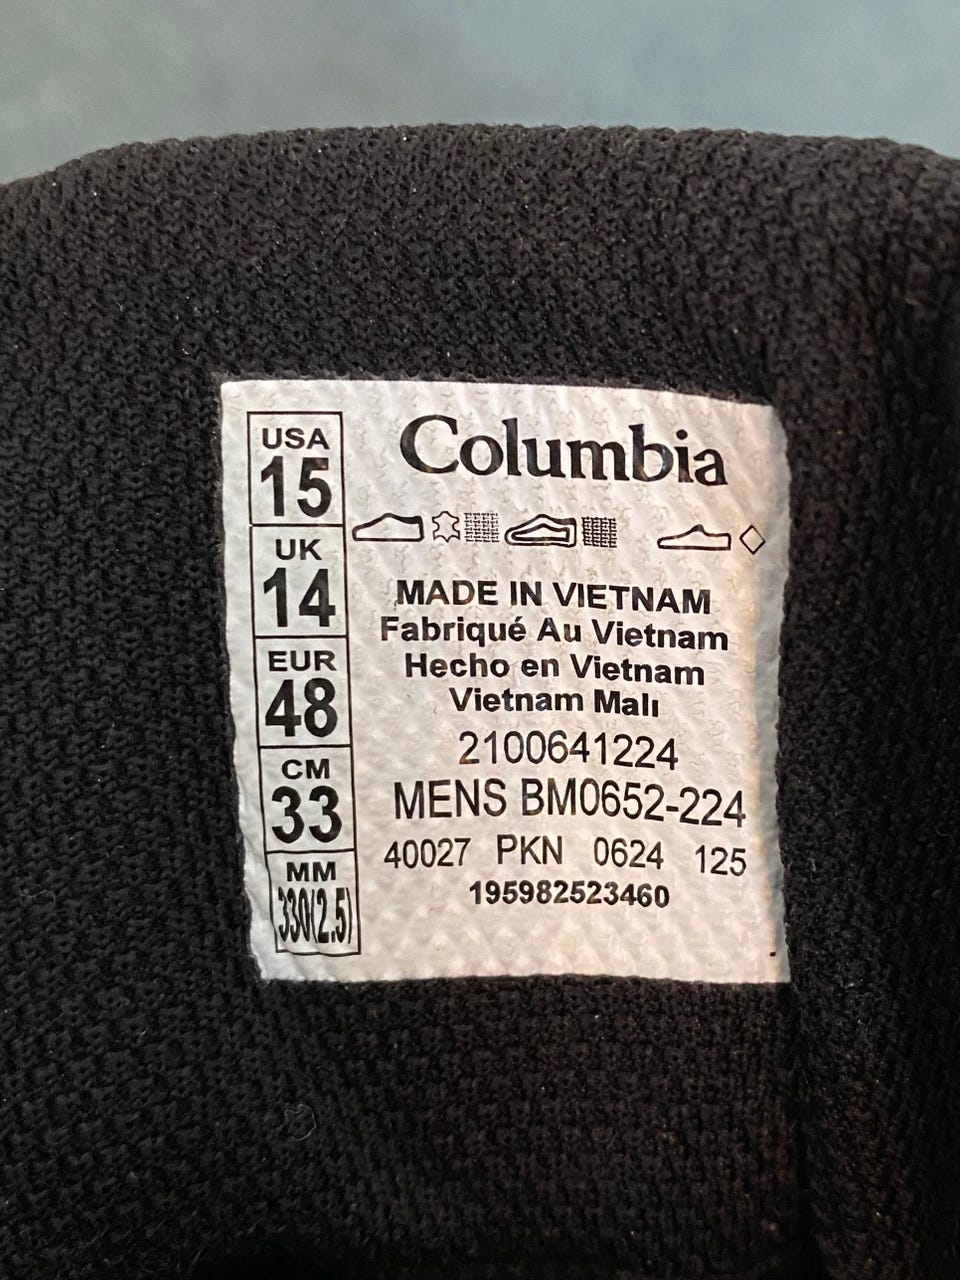 USA
15
UK
14
EUR
48
CM
33
MM
330(2.5)
Columbia
MADE IN VIETNAM
Fabriqué Au Vietnam
Hecho en Vietnam
Vietnam Malı
2100641224
MENS BM0652-224
40027 PKN 0624 125
195982523460